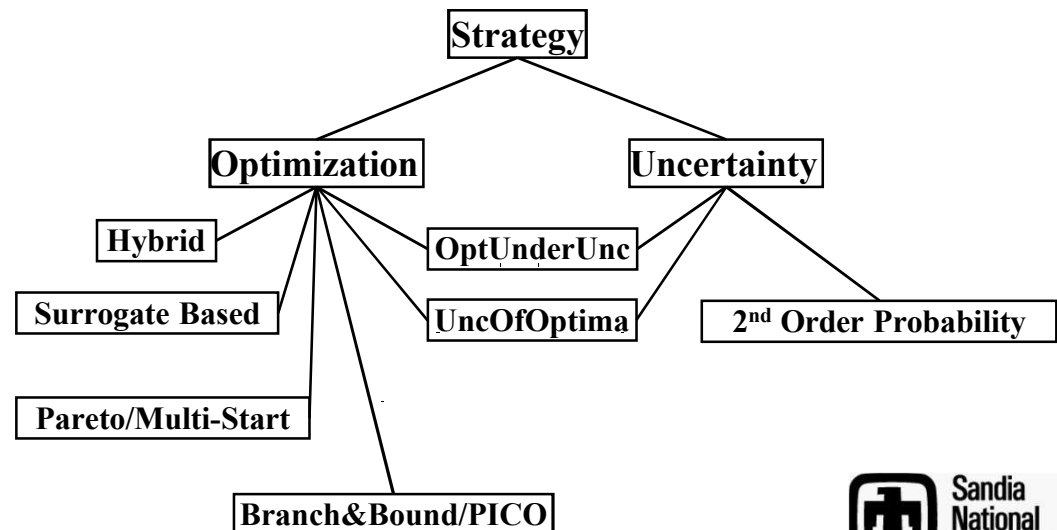 Strategy
Optimization
Uncertainty
Hybrid
OptUnderUnc
Surrogate Based
UncOfOptima
2nd Order Probability
Pareto/Multi-Start
Branch&Bound/PICO
Sandia
National